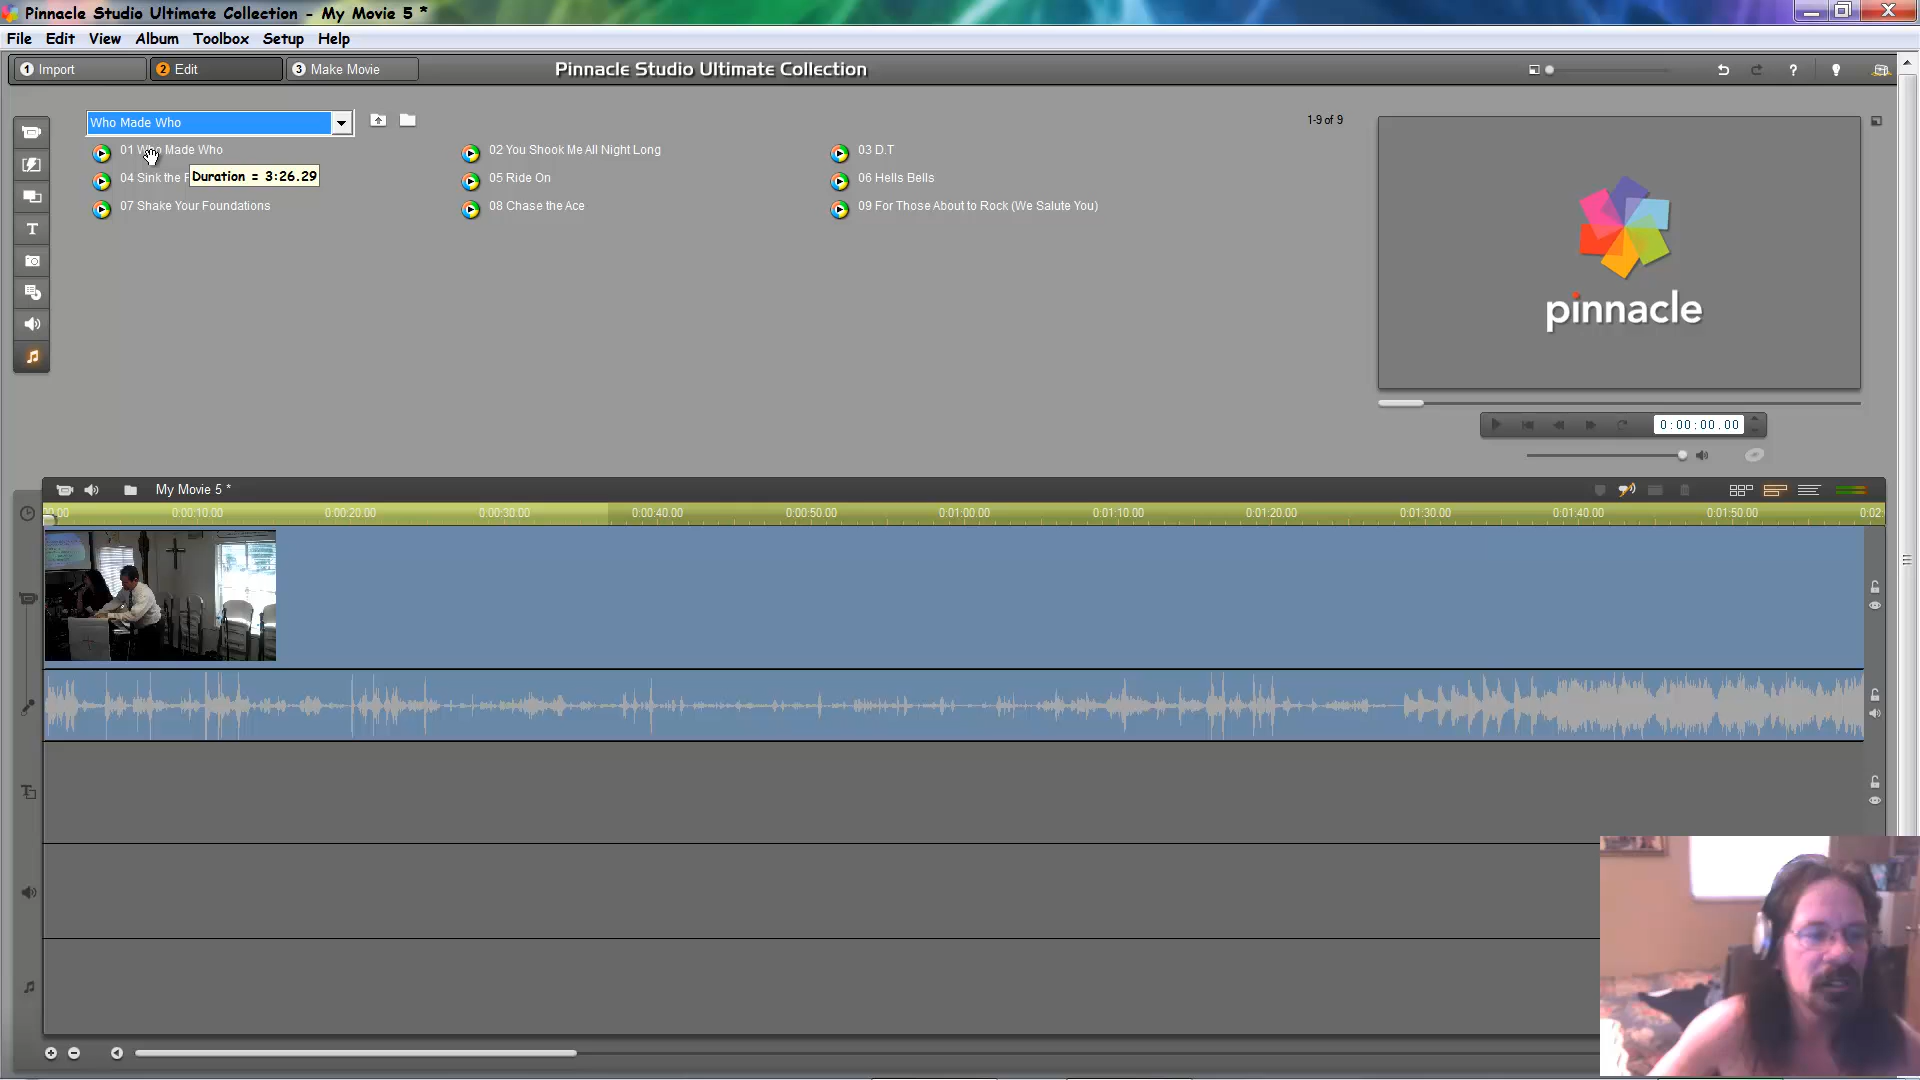 Pinnacle Studio Ultimate Collection - My Movie 5 *
File Edit View Album Toolbox Setup Help
1 Import 2 Edit 3 Make Movie Pinnacle Studio Ultimate Collection
Who Made Who 1-9 of 9
01 Who Made Who 02 You Shook Me All Night Long 03 D.T
04 Sink the 05 Ride On 06 Hells Bells
Duration = 3:26.29
07 Shake Your Foundations 08 Chase the Ace 09 For Those About to Rock (We Salute You)
pinnacle
0:00:00.00
My Movie 5 *
0:00:10.00 0:00:20.00 0:00:30.00 0:00:40.00 0:00:50.00 0:01:00.00 0:01:10.00 0:01:20.00 0:01:30.00 0:01:40.00 0:01:50.00 0:02